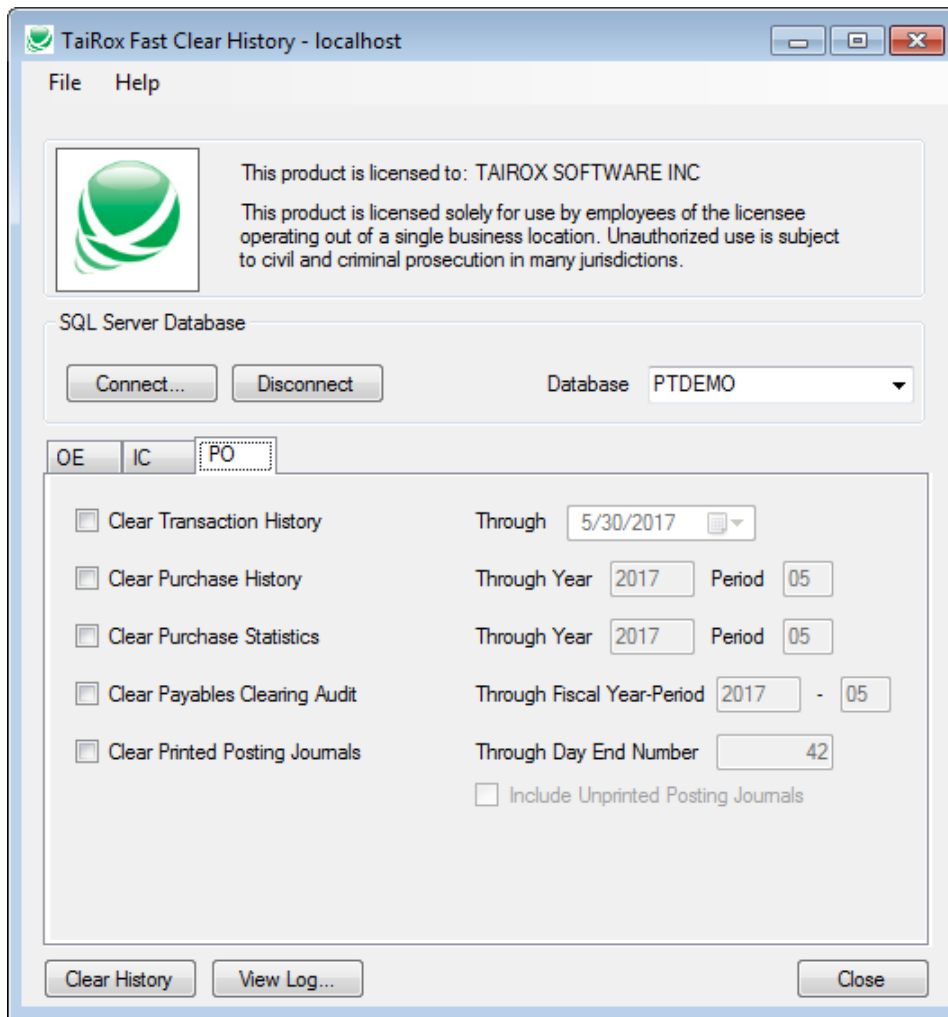 TaiRox Fast Clear History - localhost
File Help
This product is licensed to: TAIROX SOFTWARE INC
This product is licensed solely for use by employees of the licensee
operating out of a single business location. Unauthorized use is subject
to civil and criminal prosecution in many jurisdictions.
SQL Server Database
Connect... Disconnect Database PTDEMO
OE IC PO
Clear Transaction History Through 5/30/2017
Clear Purchase History Through Year 2017 Period 05
Clear Purchase Statistics Through Year 2017 Period 05
Clear Payables Clearing Audit Through Fiscal Year-Period 2017 - 05
Clear Printed Posting Journals Through Day End Number 42
Include Unprinted Posting Journals
Clear History View Log... Close